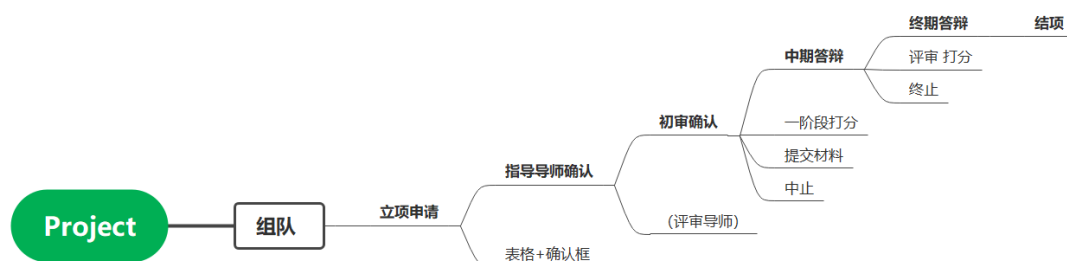 终期答辩
结项
中期答辩
评审 打分
终止
初审确认
一阶段打分
提交材料
中止
指导导师确认
(评审导师)
立项申请
Project
组队
表格+确认框